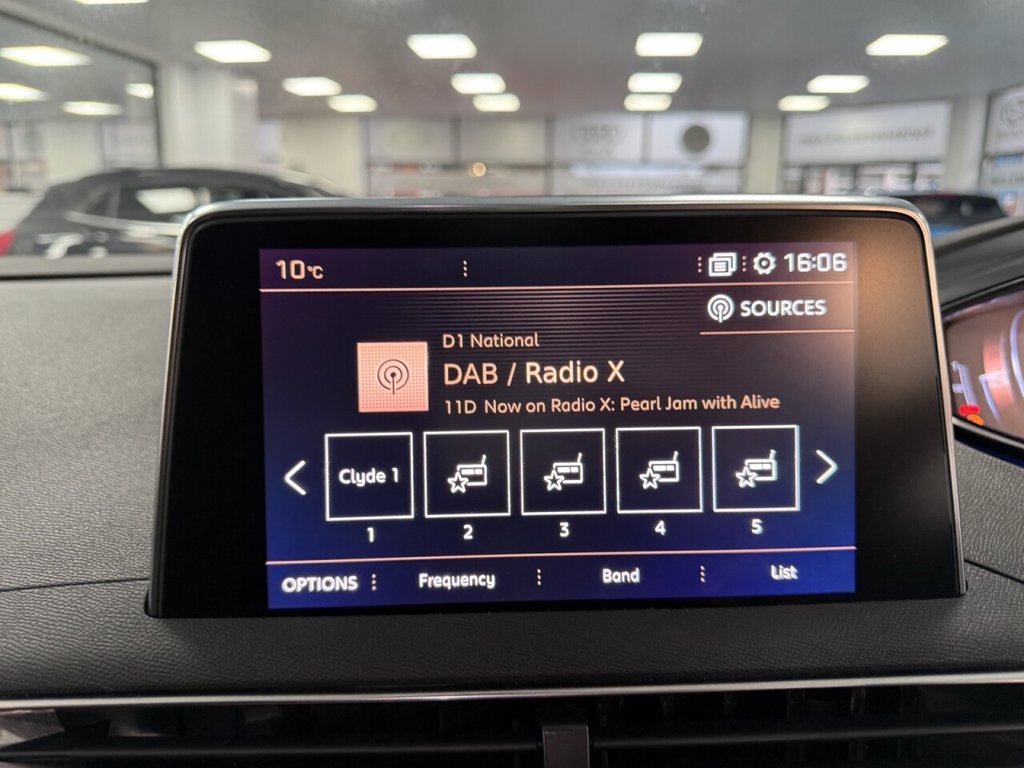 10°C
16:06
SOURCES
D1 National
DAB / Radio X
11D Now on Radio X: Pearl Jam with Alive
Clyde 1
1 2 3 4 5
OPTIONS Frequency Band List